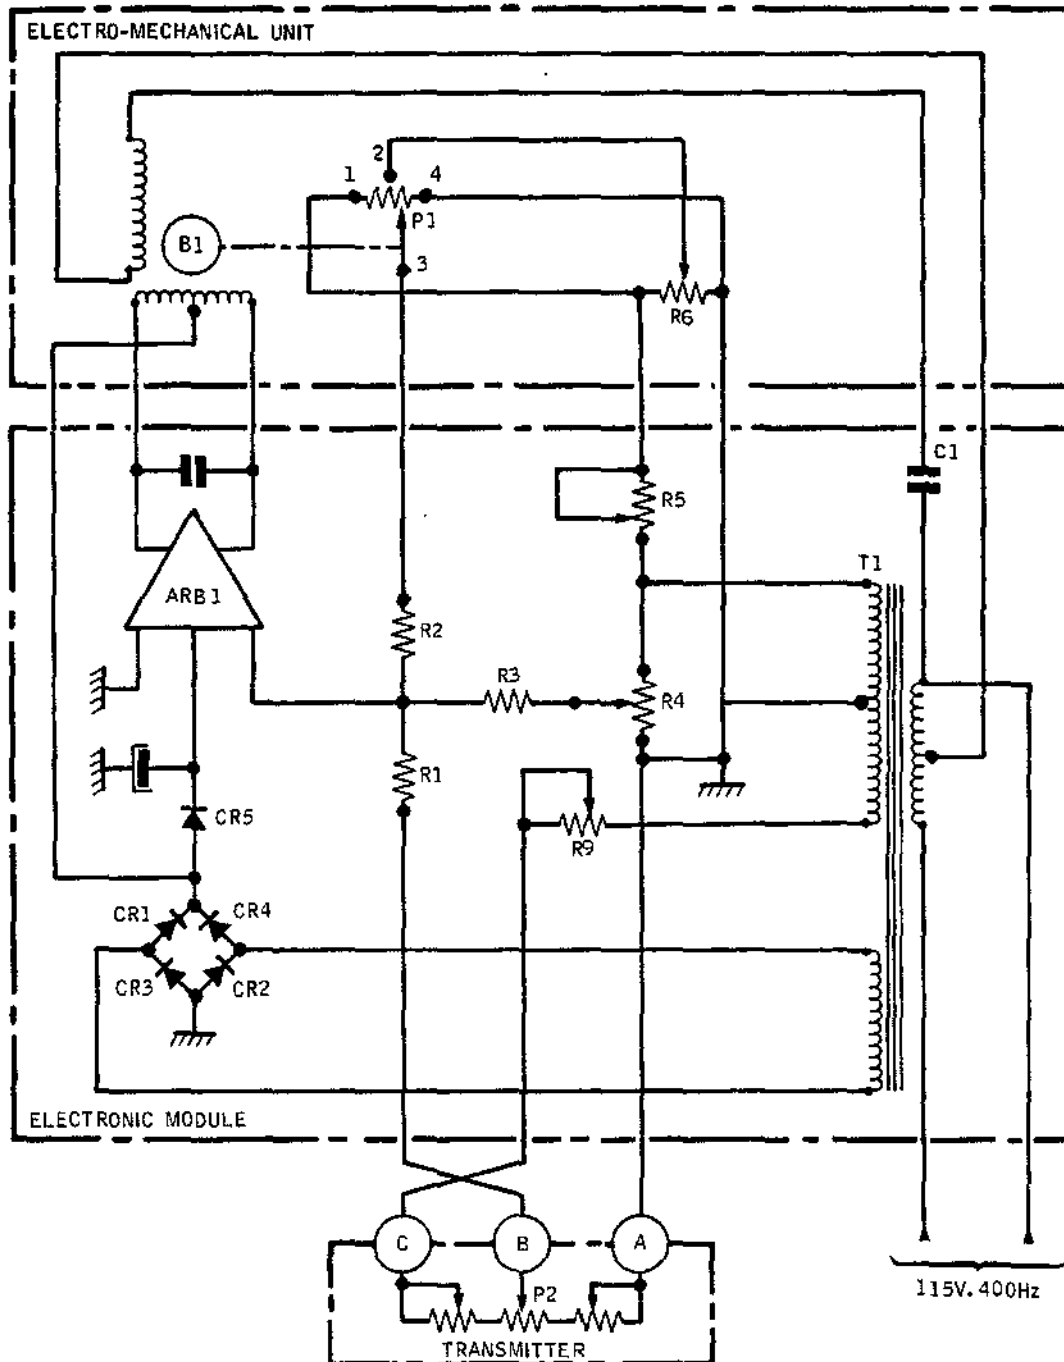 ELECTRO-MECHANICAL UNIT
2
1
4
P1
B1
3
R6
C1
R5
T1
ARB1
R2
R3
R4
R1
CR5
R9
CR1
CR4
CR3
CR2
ELECTRONIC MODULE
C
B
A
P2
115V.400Hz
TRANSMITTER